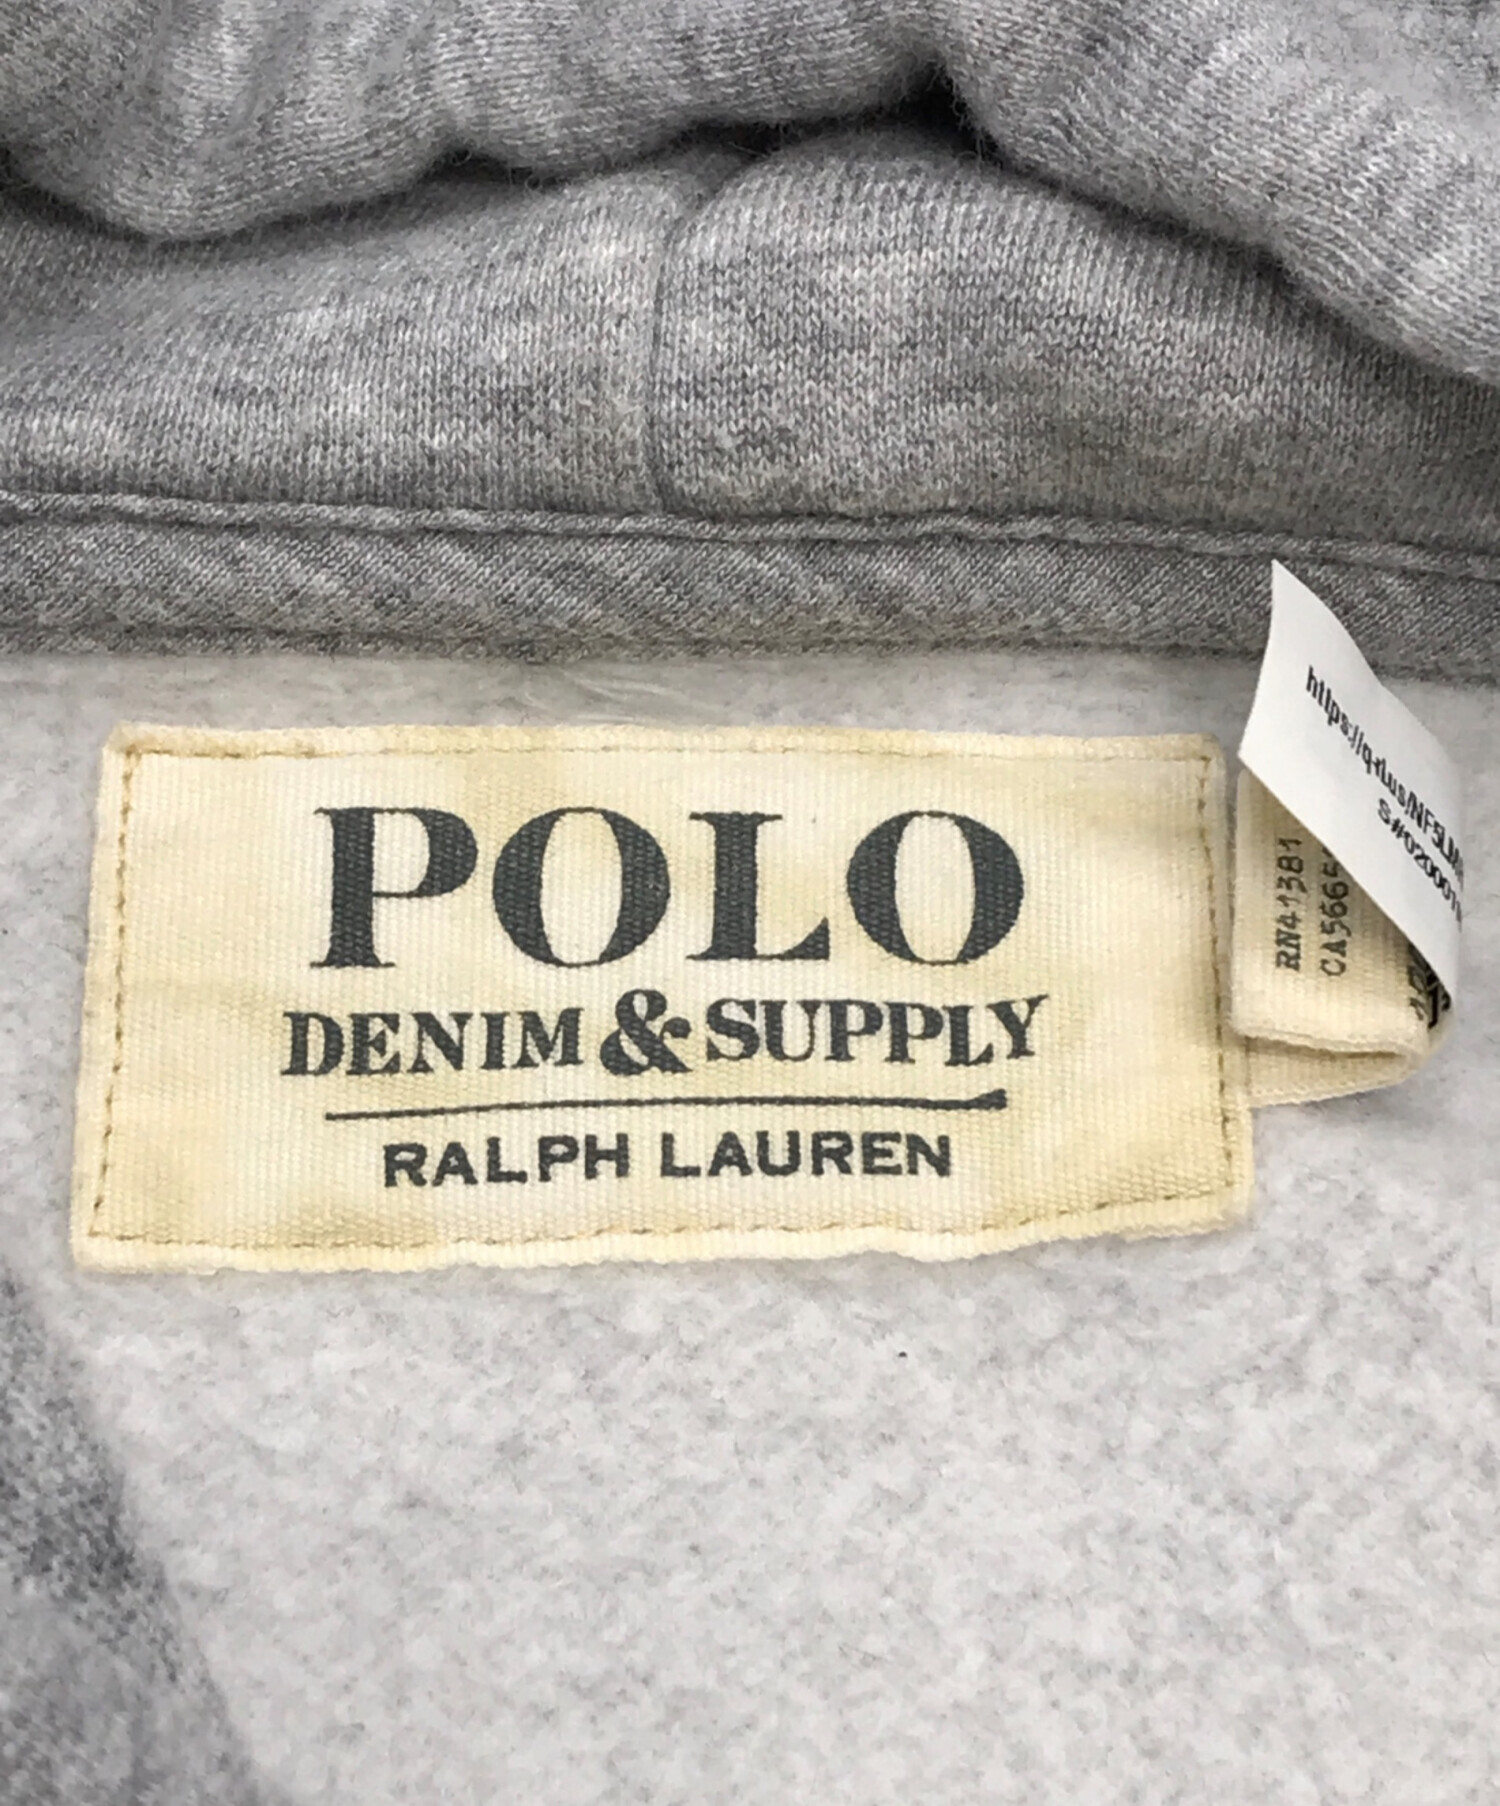 POLO
DENIM & SUPPLY
RALPH LAUREN
RN41381